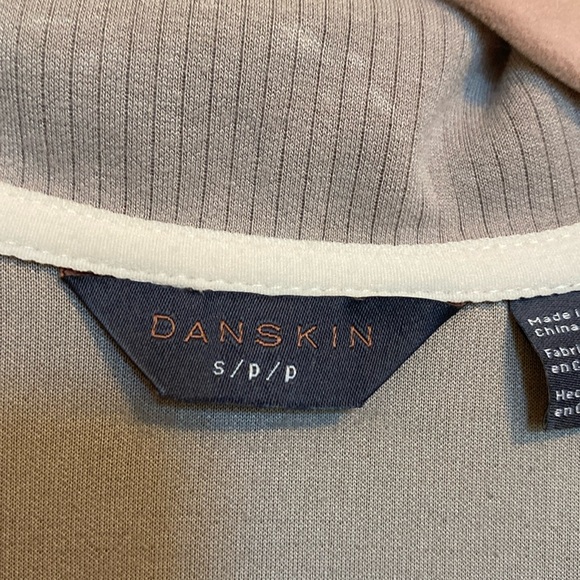 DANSKIN
s/p/p
Made i
China
Fabri
en C
Hec
en C